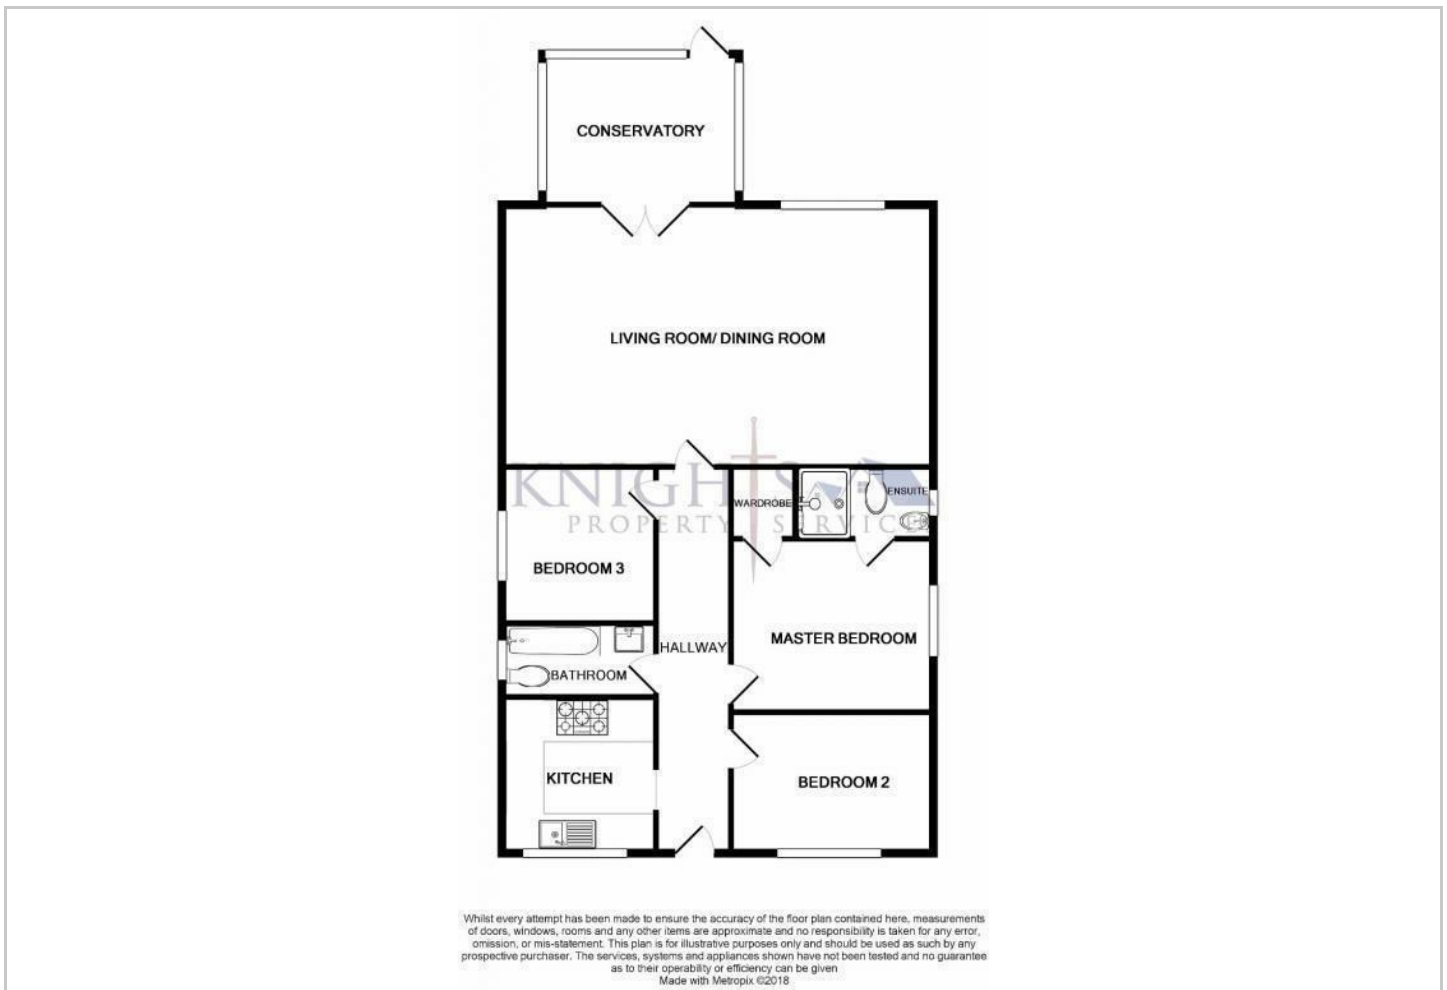 CONSERVATORY
LIVING ROOM/ DINING ROOM
KNIGHTS
PROPERTY SERVICES
WARDROBE
ENSUITE
BEDROOM 3
MASTER BEDROOM
HALLWAY
BATHROOM
KITCHEN
BEDROOM 2
Whilst every attempt has been made to ensure the accuracy of the floor plan contained here, measurements
of doors, windows, rooms and any other items are approximate and no responsibility is taken for any error,
omission, or mis-statement. This plan is for illustrative purposes only and should be used as such by any
prospective purchaser. The services, systems and appliances shown have not been tested and no guarantee
as to their operability or efficiency can be given
Made with Metropix ©2018